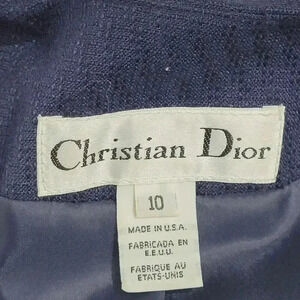 Christian Dior
10
MADE IN U.S.A.
FABRICADA EN
E.E.U.U.
FABRIQUE AU
ETATS-UNIS